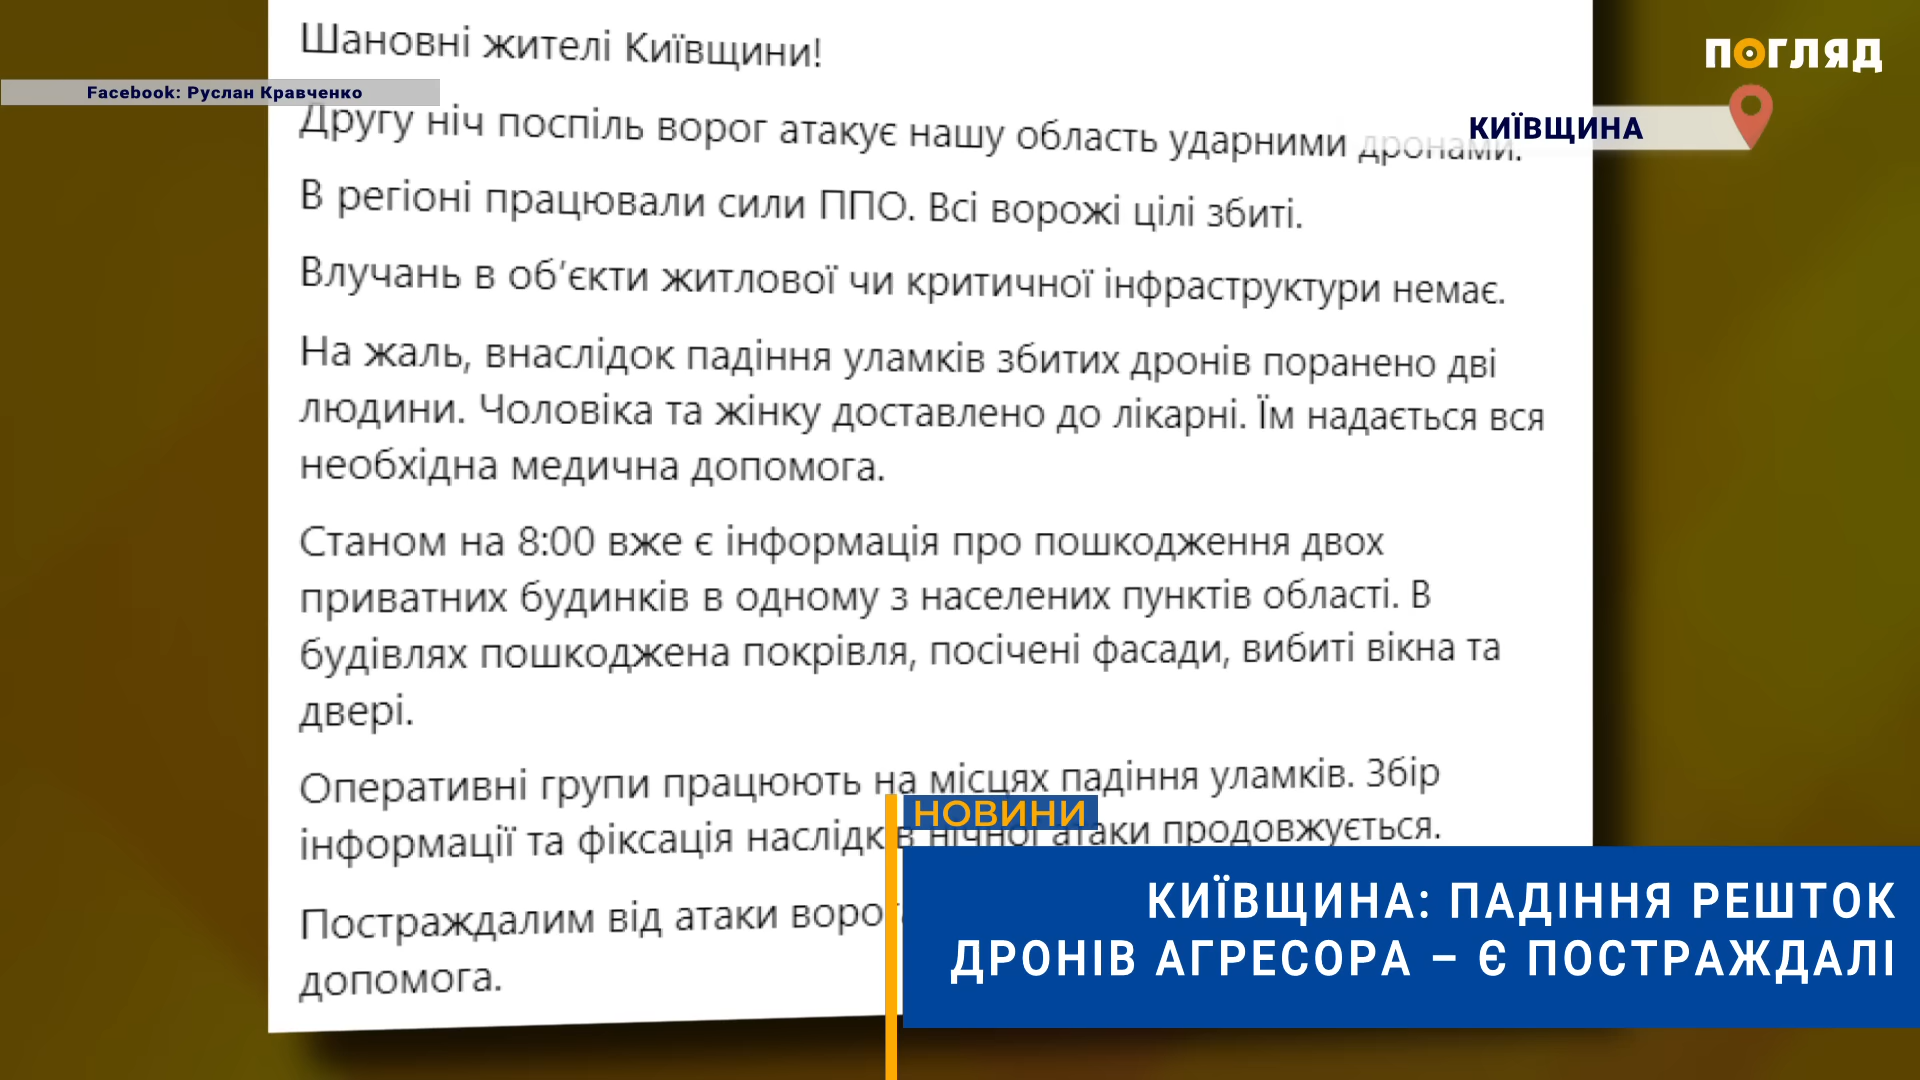 Шановні жителі Київщини!
ПОГЛЯД
Facebook: Руслан Кравченко
КИЇВЩИНА
Другу ніч поспіль ворог атакує нашу область ударними дронами.
В регіоні працювали сили ППО. Всі ворожі цілі збиті.
Влучань в об’єкти житлової чи критичної інфраструктури немає.
На жаль, внаслідок падіння уламків збитих дронів поранено дві
людини. Чоловіка та жінку доставлено до лікарні. Їм надається вся
необхідна медична допомога.
Станом на 8:00 вже є інформація про пошкодження двох
приватних будинків в одному з населених пунктів області. В
будівлях пошкоджена покрівля, посічені фасади, вибиті вікна та
двері.
Оперативні групи працюють на місцях падіння уламків. Збір
інформації та фіксація наслідків нічної атаки продовжується.
Постраждалим від атаки
допомога.
НОВИНИ
КИЇВЩИНА: ПАДІННЯ РЕШТОК
ДРОНІВ АГРЕСОРА – Є ПОСТРАЖДАЛІ